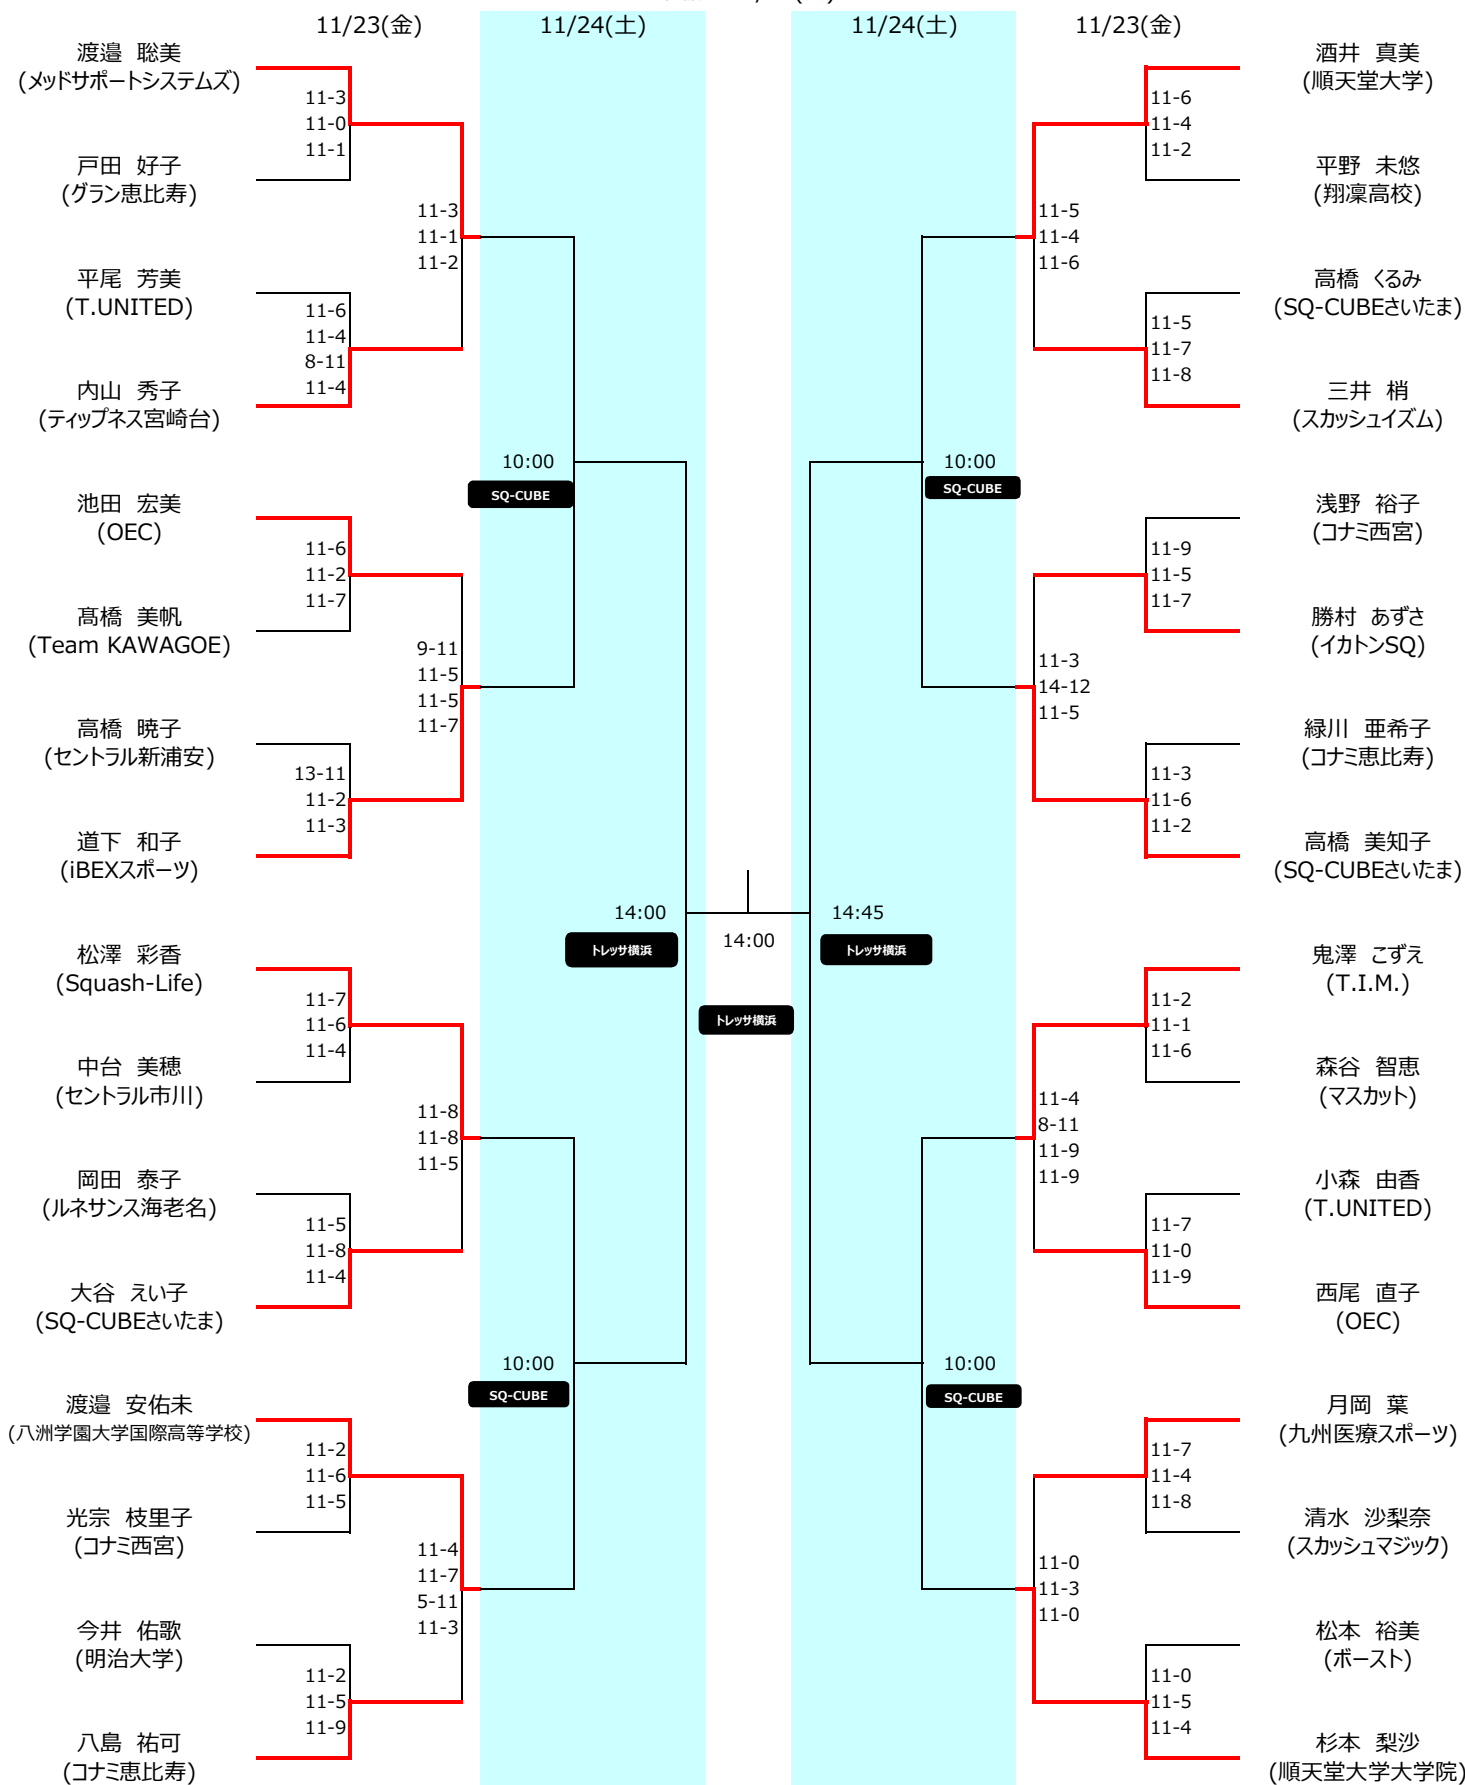 11/23(金)
11/24(土)
11/24(土)
11/23(金)
渡邉 聡美
(メッドサポートシステムズ)
11-3
11-0
11-1
戸田 好子
(グラン恵比寿)
11-3
11-1
11-2
平尾 芳美
(T.UNITED)
11-6
11-4
8-11
11-4
内山 秀子
(ティップネス宮崎台)
10:00
SQ-CUBE
池田 宏美
(OEC)
11-6
11-2
11-7
髙橋 美帆
(Team KAWAGOE)
9-11
11-5
11-5
11-7
高橋 暁子
(セントラル新浦安)
13-11
11-2
11-3
道下 和子
(iBEXスポーツ)
14:00
トレッサ横浜
松澤 彩香
(Squash-Life)
11-7
11-6
11-4
中台 美穂
(セントラル市川)
11-8
11-8
11-5
岡田 泰子
(ルネサンス海老名)
11-5
11-8
11-4
大谷 えい子
(SQ-CUBEさいたま)
10:00
SQ-CUBE
渡邉 安佑未
(八洲学園大学国際高等学校)
11-2
11-6
11-5
光宗 枝里子
(コナミ西宮)
11-4
11-7
5-11
11-3
今井 佑歌
(明治大学)
11-2
11-5
11-9
八島 祐可
(コナミ恵比寿)
14:00
トレッサ横浜
酒井 真美
(順天堂大学)
11-6
11-4
11-2
平野 未悠
(翔凜高校)
11-5
11-4
11-6
高橋 くるみ
(SQ-CUBEさいたま)
11-5
11-7
11-8
三井 梢
(スカッシュイズム)
10:00
SQ-CUBE
浅野 裕子
(コナミ西宮)
11-9
11-5
11-7
勝村 あずさ
(イカトンSQ)
11-3
14-12
11-5
緑川 亜希子
(コナミ恵比寿)
11-3
11-6
11-2
高橋 美知子
(SQ-CUBEさいたま)
14:45
トレッサ横浜
鬼澤 こずえ
(T.I.M.)
11-2
11-1
11-6
森谷 智恵
(マスカット)
11-4
8-11
11-9
11-9
小森 由香
(T.UNITED)
11-7
11-0
11-9
西尾 直子
(OEC)
10:00
SQ-CUBE
月岡 葉
(九州医療スポーツ)
11-7
11-4
11-8
清水 沙梨奈
(スカッシュマジック)
11-0
11-3
11-0
松本 裕美
(ボースト)
11-0
11-5
11-4
杉本 梨沙
(順天堂大学大学院)